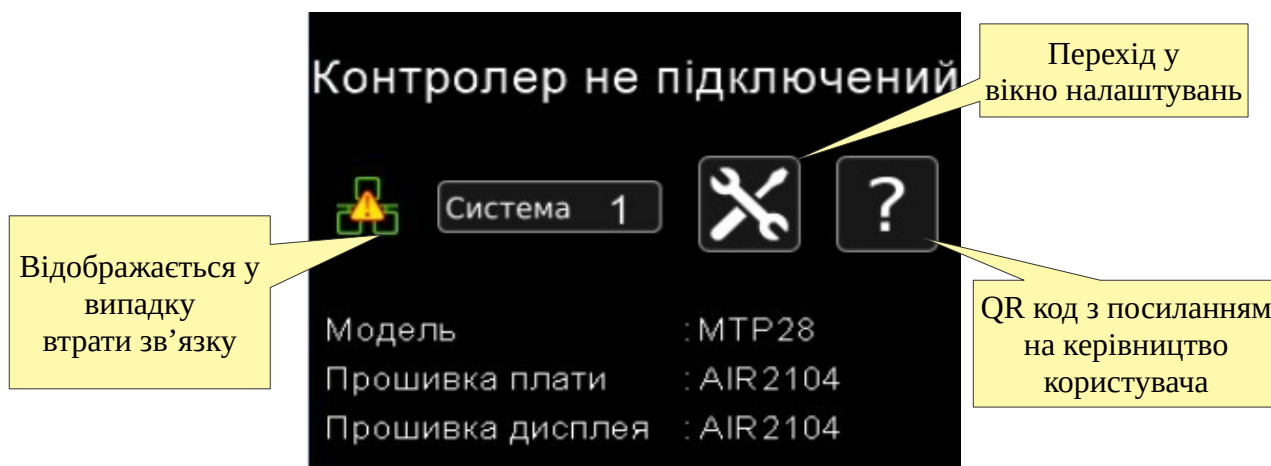 Контролер не підключений
Перехід у
вікно налаштувань
Система 1
?
Відображається у
випадку
втрати зв’язку
QR код з посиланням
на керівництво
користувача
Модель : MTP28
Прошивка плати : AIR2104
Прошивка дисплея : AIR2104